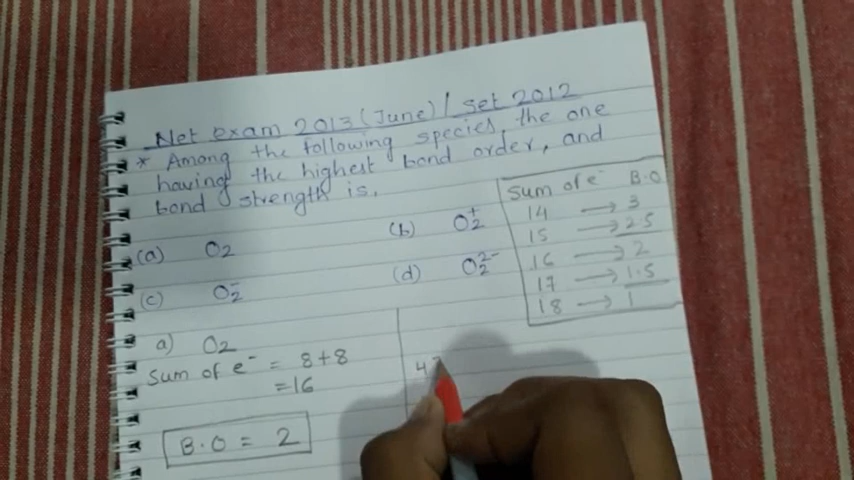 Net exam 2013 (June) / Set 2012
* Among the following species, the one
having the highest bond order, and
bond strength is.
(a) O₂ (b) O₂⁺
(c) O₂⁻ (d) O₂²⁻
Sum of e⁻ B.O
14 → 3
15 → 2.5
16 → 2
17 → 1.5
18 → 1
a) O₂
Sum of e⁻ = 8+8
=16
B.O = 2